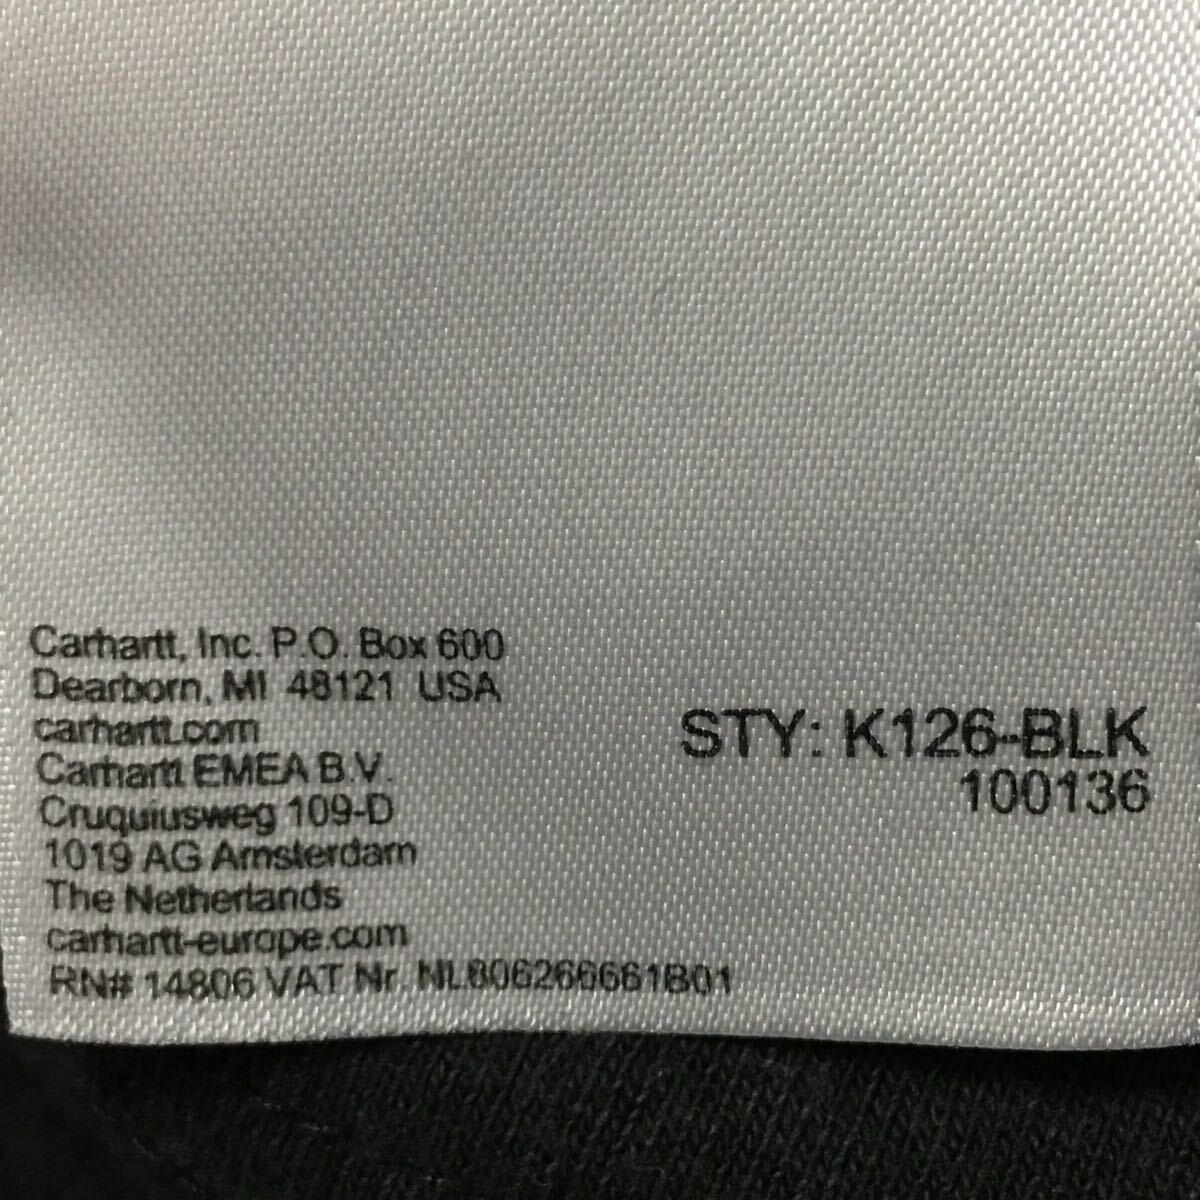 Carhartt, Inc. P.O. Box 600
Dearborn, MI 48121 USA
carhartt.com
Carhartt EMEA B.V.
Cruquiusweg 109-D
1019 AG Amsterdam
The Netherlands
carhartt-europe.com
RN# 14806 VAT Nr. NL806266661B01
STY: K126-BLK
100136